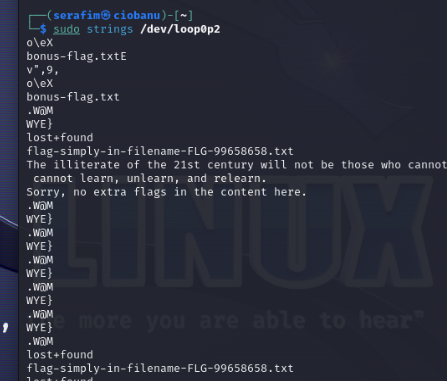 ┌──(serafim㉿ciobanu)-[~]
└─$ sudo strings /dev/loop0p2
o\eX
bonus-flag.txtE
v",9,
o\eX
bonus-flag.txt
.W@M
WYE}
lost+found
flag-simply-in-filename-FLG-99658658.txt
The illiterate of the 21st century will not be those who cannot
 cannot learn, unlearn, and relearn.
Sorry, no extra flags in the content here.
.W@M
WYE}
.W@M
WYE}
.W@M
WYE}
.W@M
WYE}
.W@M
WYE}
.W@M
lost+found
flag-simply-in-filename-FLG-99658658.txt
lost+found
LINUX
more you are able to hear"